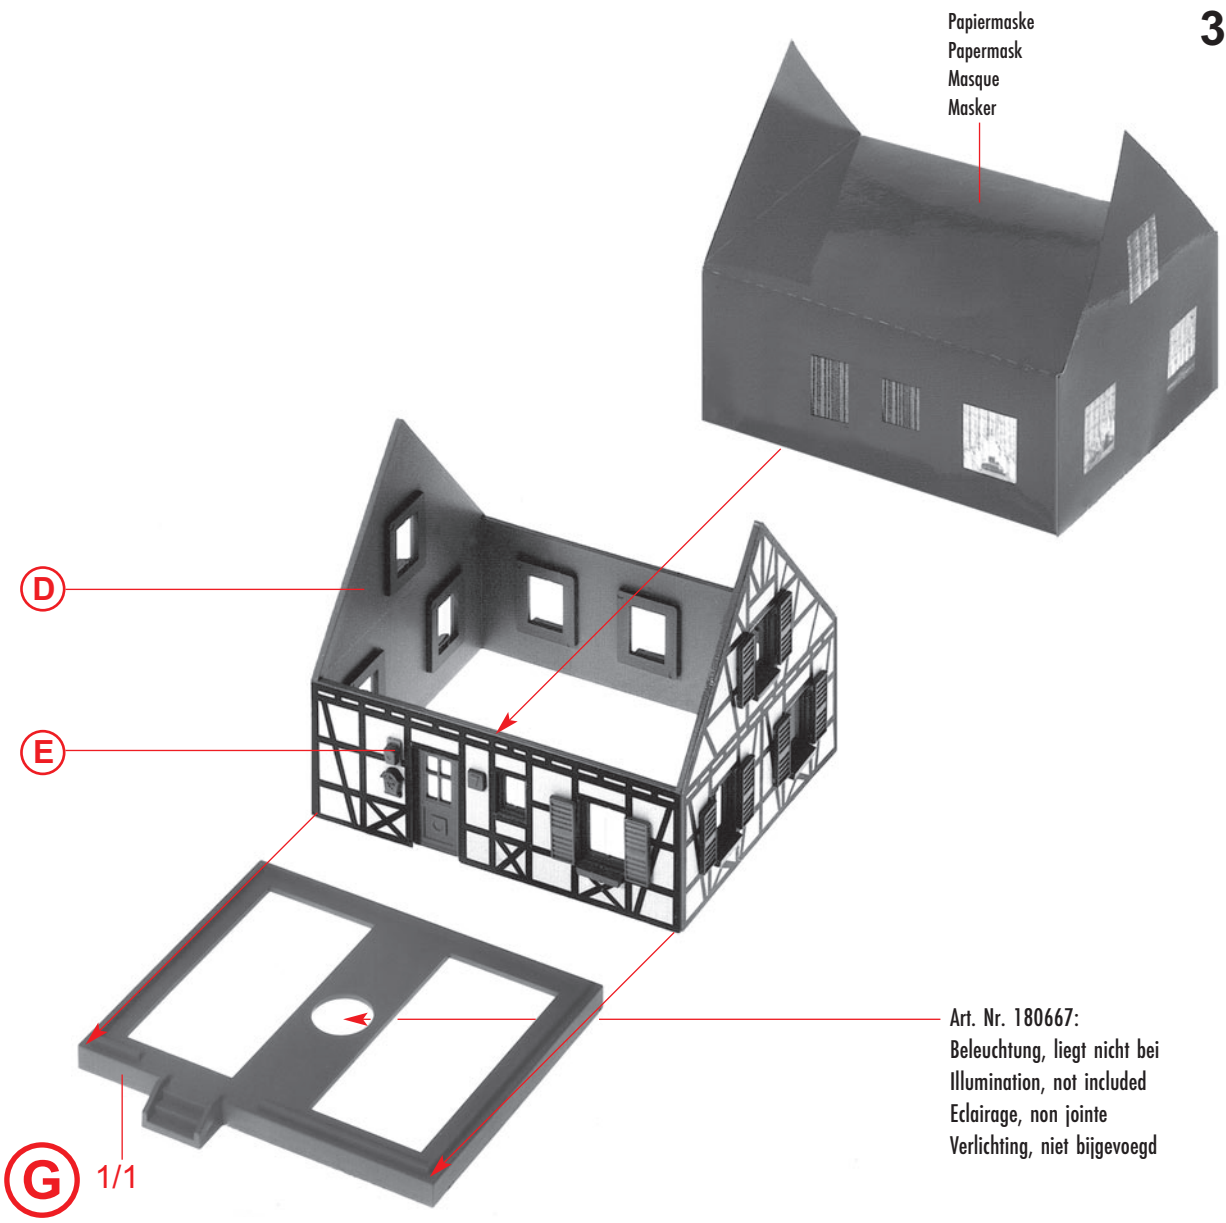 Papiermaske
Papermask
Masque
Masker
3
D
E
Art. Nr. 180667:
Beleuchtung, liegt nicht bei
Illumination, not included
Eclairage, non jointe
Verlichting, niet bijgevoegd
G 1/1